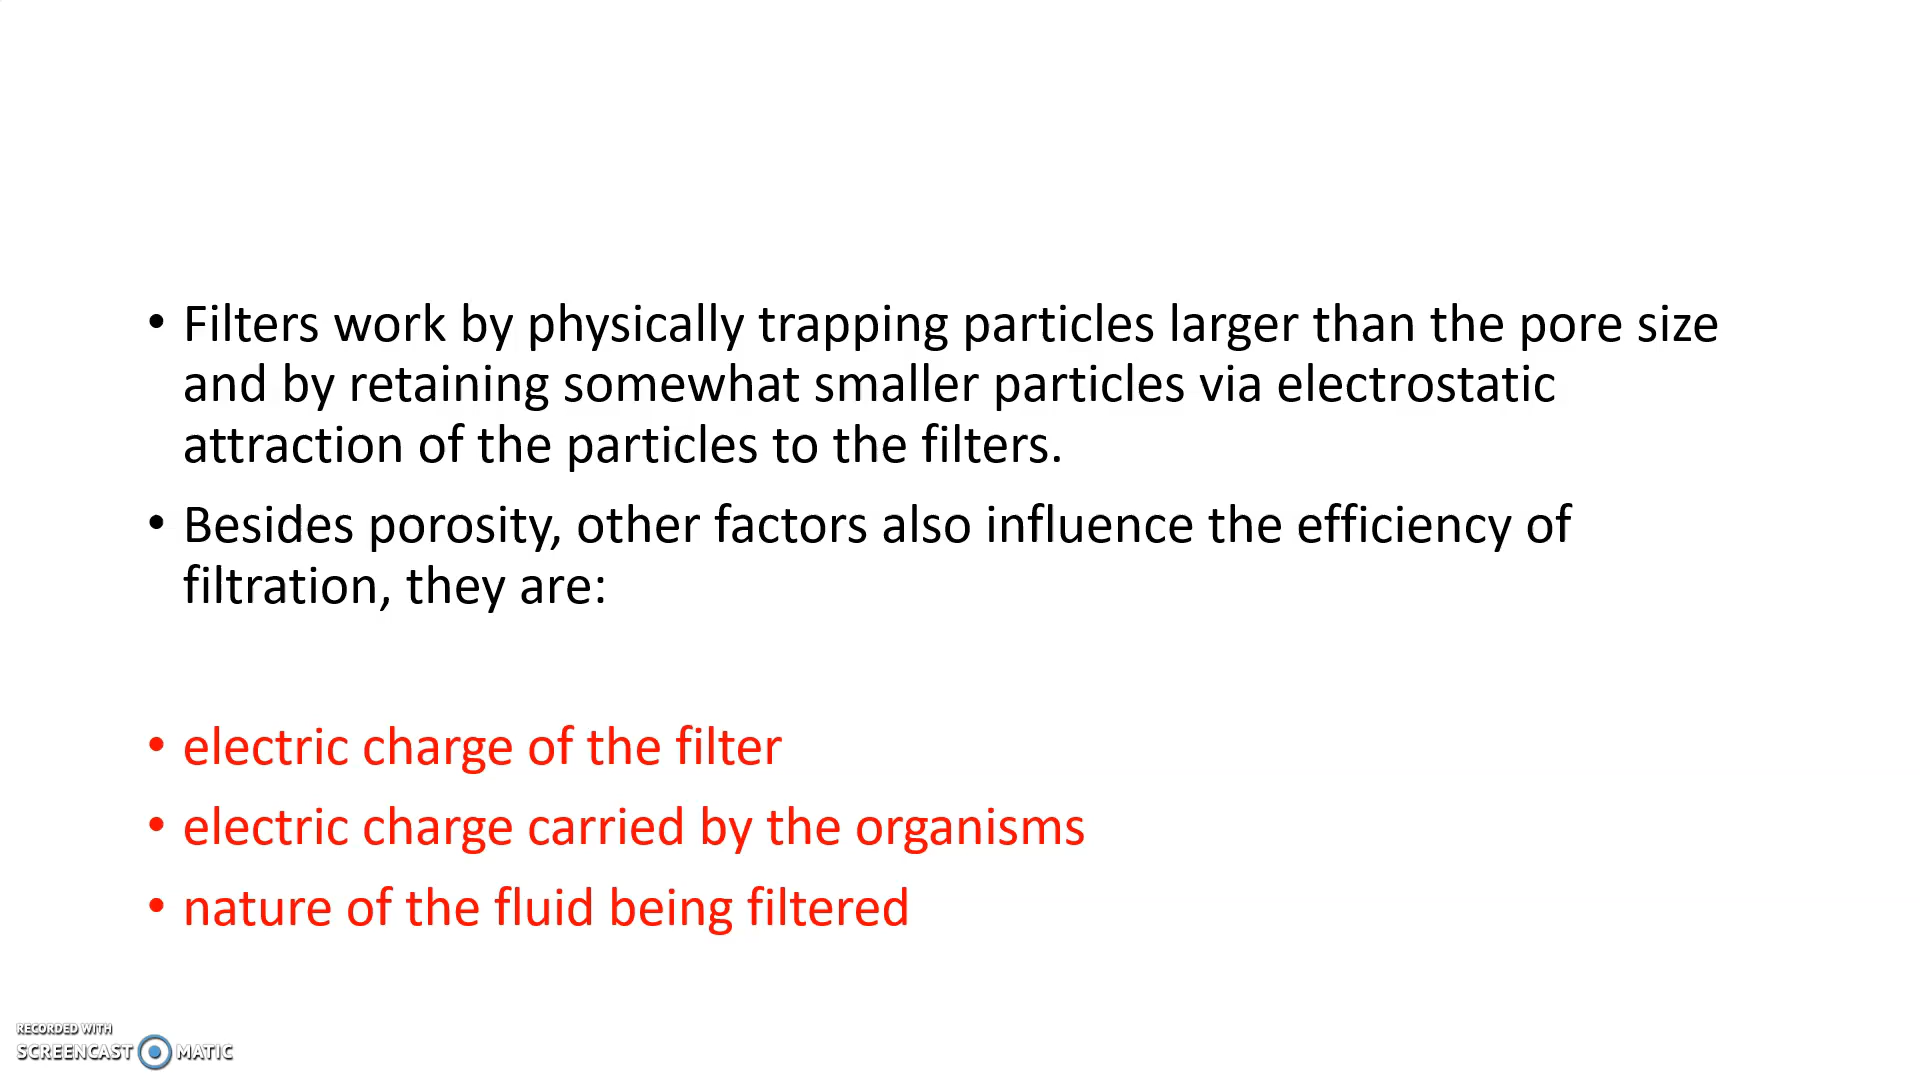 • Filters work by physically trapping particles larger than the pore size
and by retaining somewhat smaller particles via electrostatic
attraction of the particles to the filters.
• Besides porosity, other factors also influence the efficiency of
filtration, they are:
• electric charge of the filter
• electric charge carried by the organisms
• nature of the fluid being filtered
RECORDED WITH
SCREENCAST MATIC